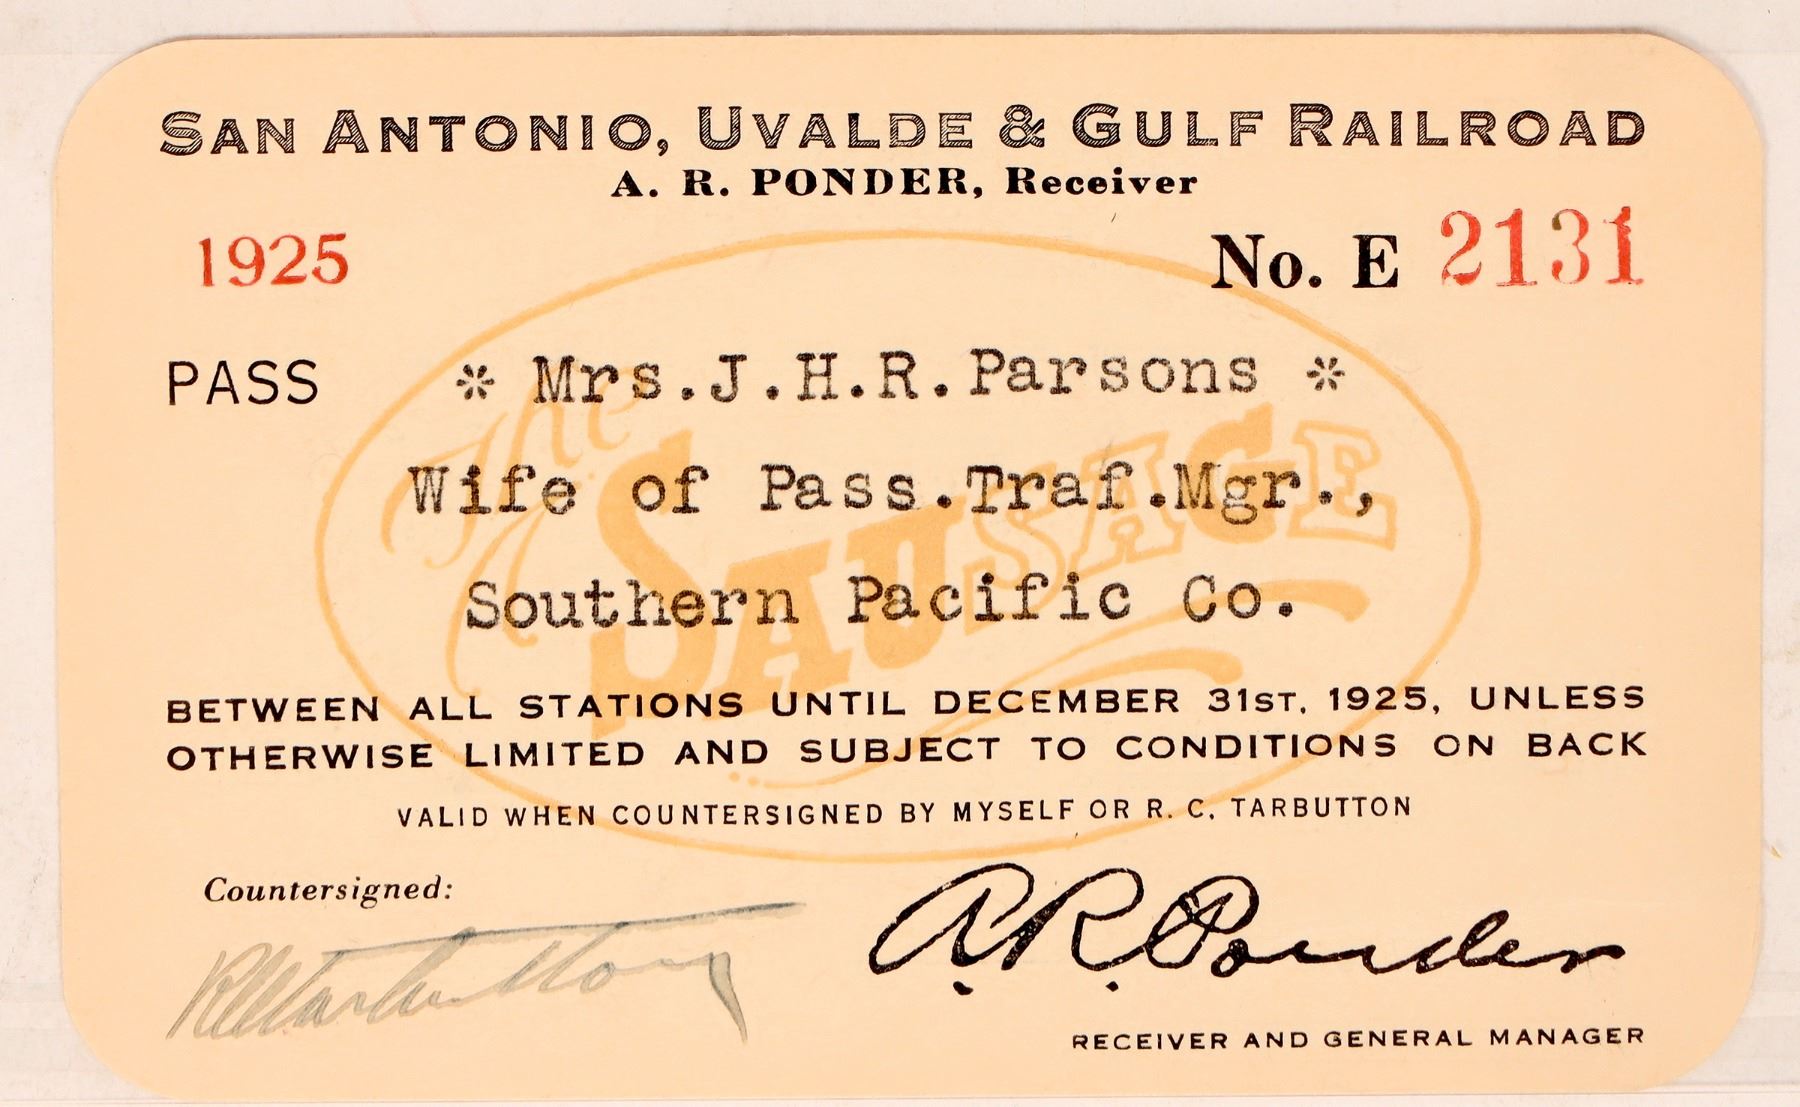 SAN ANTONIO, UVALDE & GULF RAILROAD
A. R. PONDER, Receiver
1925
No. E 2131
PASS
* Mrs.J.H.R.Parsons *
Wife of Pass.Traf.Mgr.,
Southern Pacific Co.
The SAUSAGE
BETWEEN ALL STATIONS UNTIL DECEMBER 31ST, 1925, UNLESS
OTHERWISE LIMITED AND SUBJECT TO CONDITIONS ON BACK
VALID WHEN COUNTERSIGNED BY MYSELF OR R. C. TARBUTTON
Countersigned:
R C Tarbutton
A. R. Ponder
RECEIVER AND GENERAL MANAGER